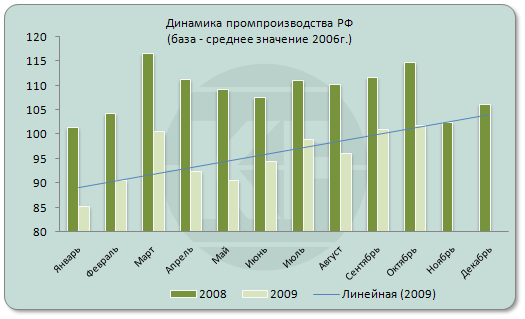 Динамика промпроизводства РФ
(база - среднее значение 2006г.)
120
115
110
105
100
95
90
85
80
Январь
Февраль
Март
Апрель
Май
Июнь
Июль
Август
Сентябрь
Октябрь
Ноябрь
Декабрь
2008
2009
Линейная (2009)